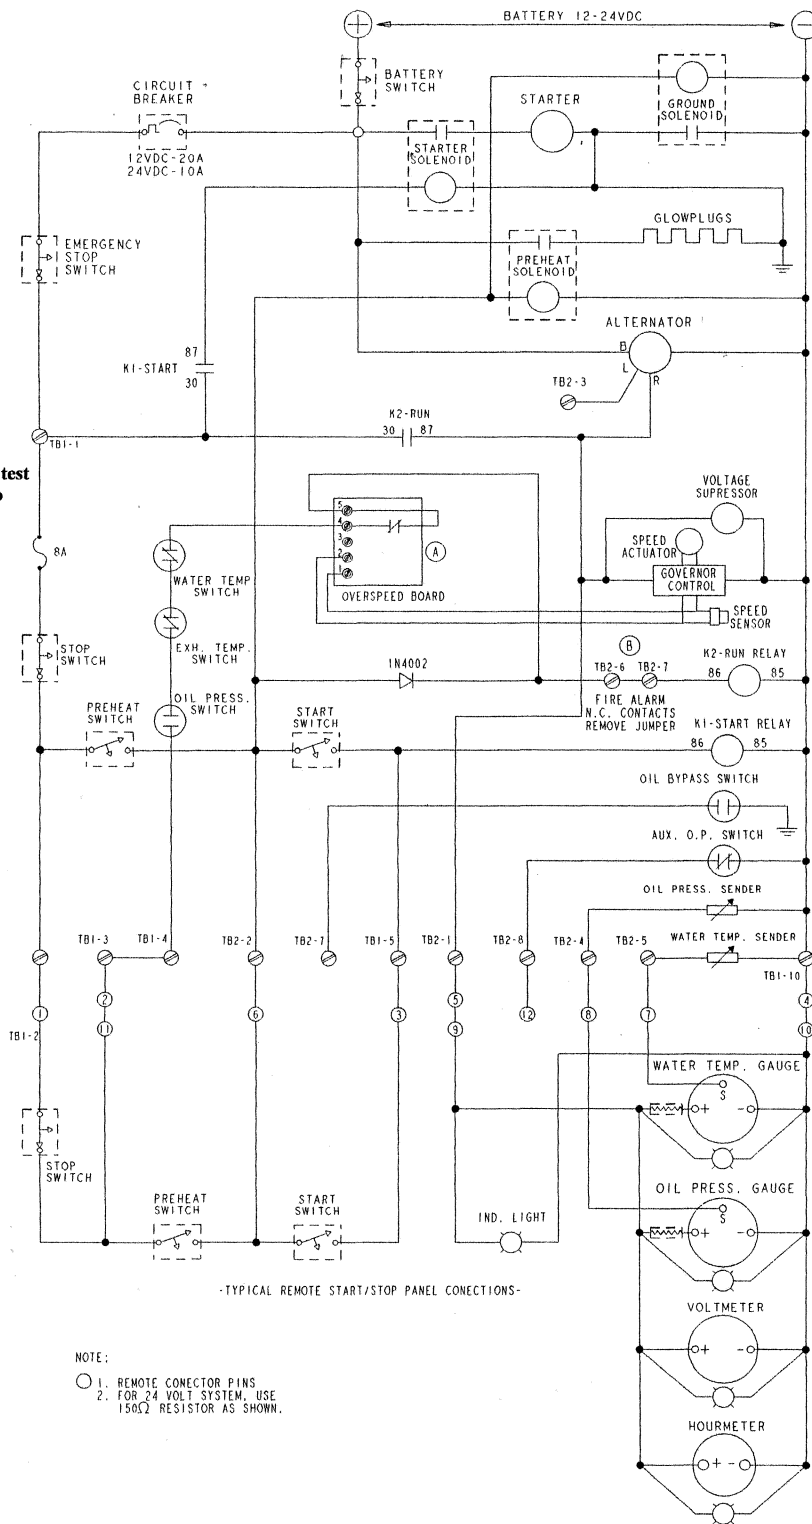 BATTERY 12-24VDC
BATTERY
SWITCH
CIRCUIT
BREAKER
12VDC-20A
24VDC-10A
STARTER
GROUND
SOLENOID
STARTER
SOLENOID
EMERGENCY
STOP
SWITCH
GLOWPLUGS
PREHEAT
SOLENOID
ALTERNATOR
B
L
R
TB2-3
87
K1-START
30
K2-RUN
30 87
TB1-1
test
8A
5
4
3
2
1
A
OVERSPEED BOARD
VOLTAGE
SUPRESSOR
SPEED
ACTUATOR
GOVERNOR
CONTROL
SPEED
SENSOR
WATER TEMP
SWITCH
EXH. TEMP.
SWITCH
OIL PRESS.
SWITCH
STOP
SWITCH
PREHEAT
SWITCH
START
SWITCH
1N4002
B
TB2-6 TB2-7
FIRE ALARM
N.C. CONTACTS
REMOVE JUMPER
K2-RUN RELAY
86 85
K1-START RELAY
86 85
OIL BYPASS SWITCH
AUX. O.P. SWITCH
OIL PRESS. SENDER
WATER TEMP. SENDER
TB1-3 TB1-4 TB2-2 TB2-7 TB1-5 TB2-1 TB2-8 TB2-4 TB2-5
TB1-10
1 2 6 3 5 12 8 7 4
11 9 10
TB1-2
WATER TEMP. GAUGE
S
+ -
STOP
SWITCH
PREHEAT
SWITCH
START
SWITCH
IND. LIGHT
OIL PRESS. GAUGE
S
+ -
-TYPICAL REMOTE START/STOP PANEL CONECTIONS-
VOLTMETER
+ -
HOURMETER
+ -
NOTE:
1. REMOTE CONECTOR PINS
2. FOR 24 VOLT SYSTEM, USE
150Ω RESISTOR AS SHOWN.